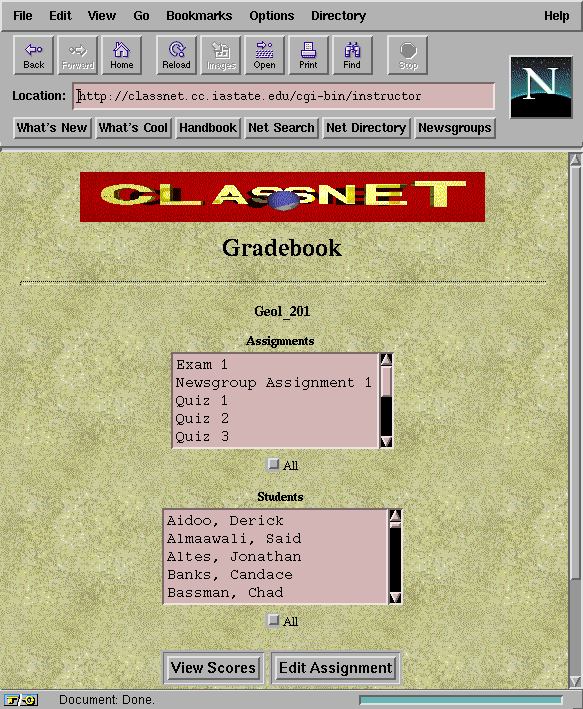 File Edit View Go Bookmarks Options Directory Help
Back Forward Home Reload Images Open Print Find Stop
Location: http://classnet.cc.iastate.edu/cgi-bin/instructor
N
What's New What's Cool Handbook Net Search Net Directory Newsgroups
CLASSNET
Gradebook
Geol_201
Assignments
Exam 1
Newsgroup Assignment 1
Quiz 1
Quiz 2
Quiz 3
All
Students
Aidoo, Derick
Almaawali, Said
Altes, Jonathan
Banks, Candace
Bassman, Chad
All
View Scores Edit Assignment
Document: Done.